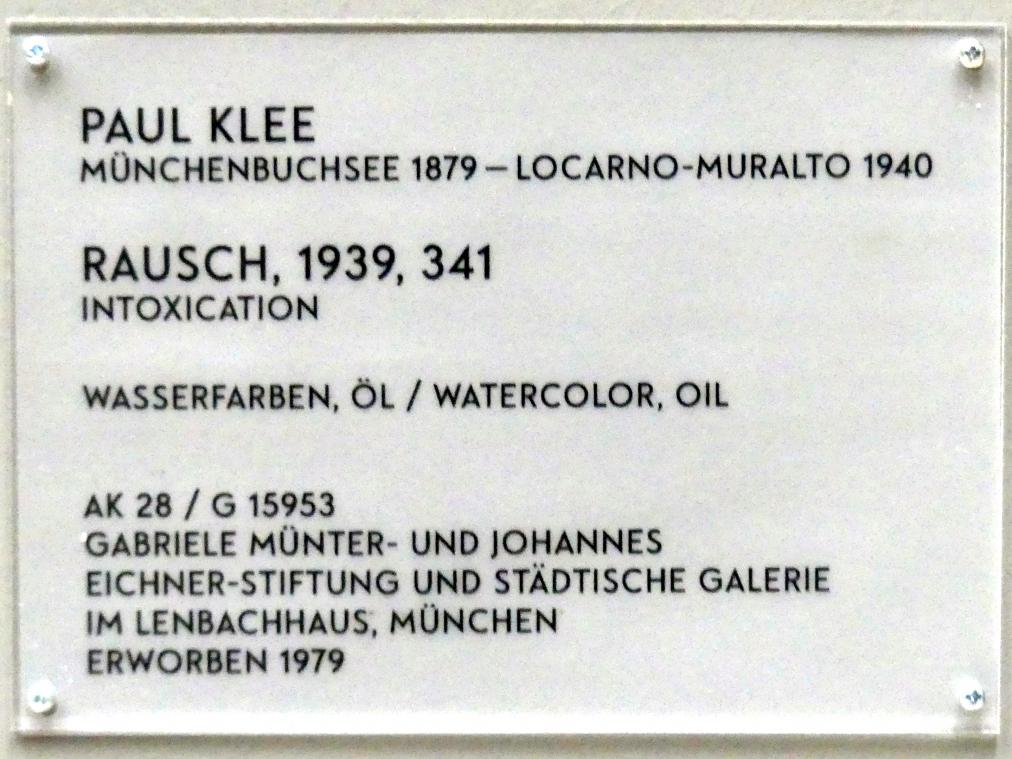 PAUL KLEE
MÜNCHENBUCHSEE 1879 – LOCARNO-MURALTO 1940
RAUSCH, 1939, 341
INTOXICATION
WASSERFARBEN, ÖL / WATERCOLOR, OIL
AK 28 / G 15953
GABRIELE MÜNTER- UND JOHANNES
EICHNER-STIFTUNG UND STÄDTISCHE GALERIE
IM LENBACHHAUS, MÜNCHEN
ERWORBEN 1979